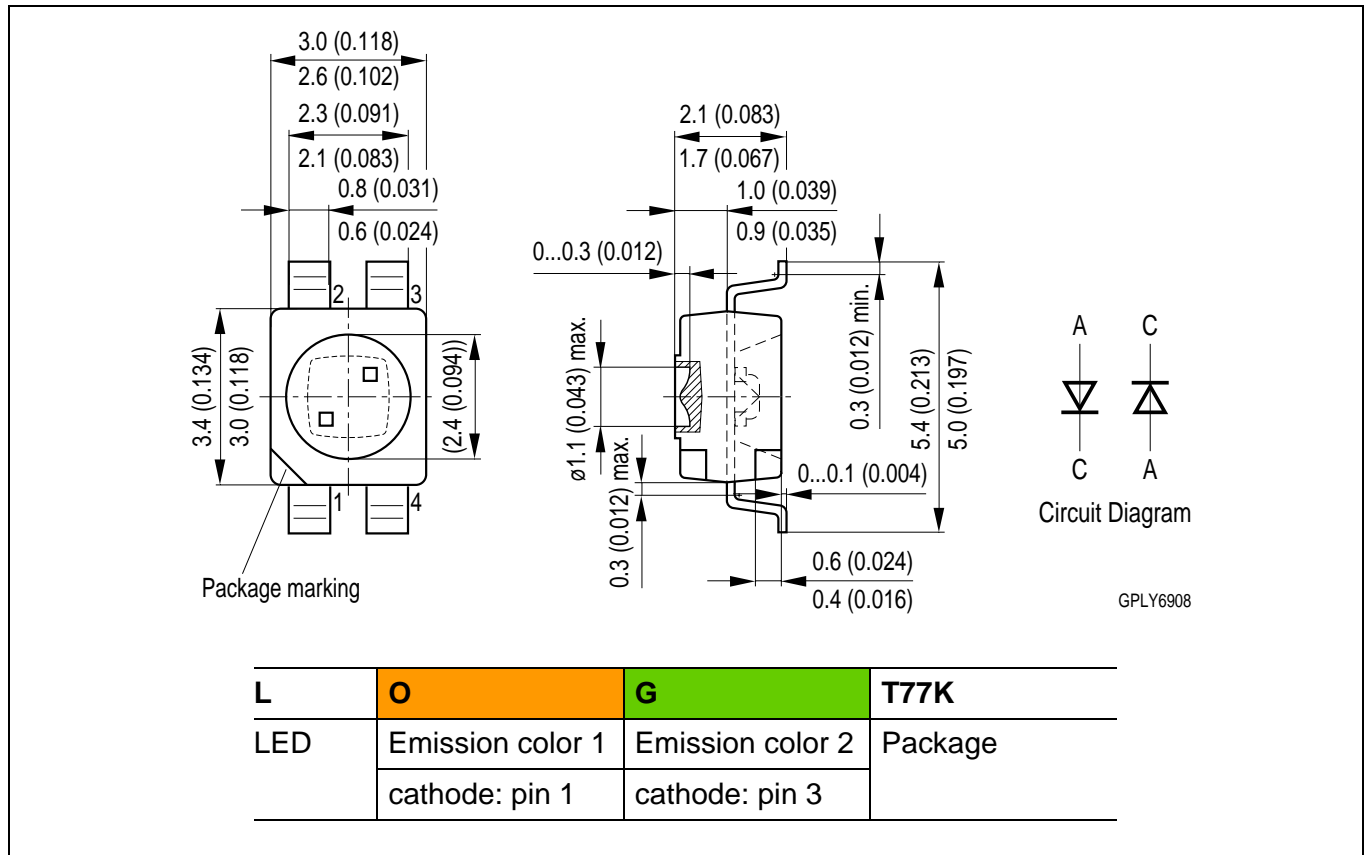 3.0 (0.118)
2.6 (0.102)
2.3 (0.091)
2.1 (0.083)
0.8 (0.031)
0.6 (0.024)
2
3
3.4 (0.134)
3.0 (0.118)
(2.4 (0.094))
1
4
Package marking
2.1 (0.083)
1.7 (0.067)
1.0 (0.039)
0.9 (0.035)
0...0.3 (0.012)
ø1.1 (0.043) max.
0.3 (0.012) max.
0.3 (0.012) min.
5.4 (0.213)
5.0 (0.197)
0...0.1 (0.004)
0.6 (0.024)
0.4 (0.016)
A C
C A
Circuit Diagram
GPLY6908
L O G T77K
LED Emission color 1 Emission color 2 Package
cathode: pin 1 cathode: pin 3